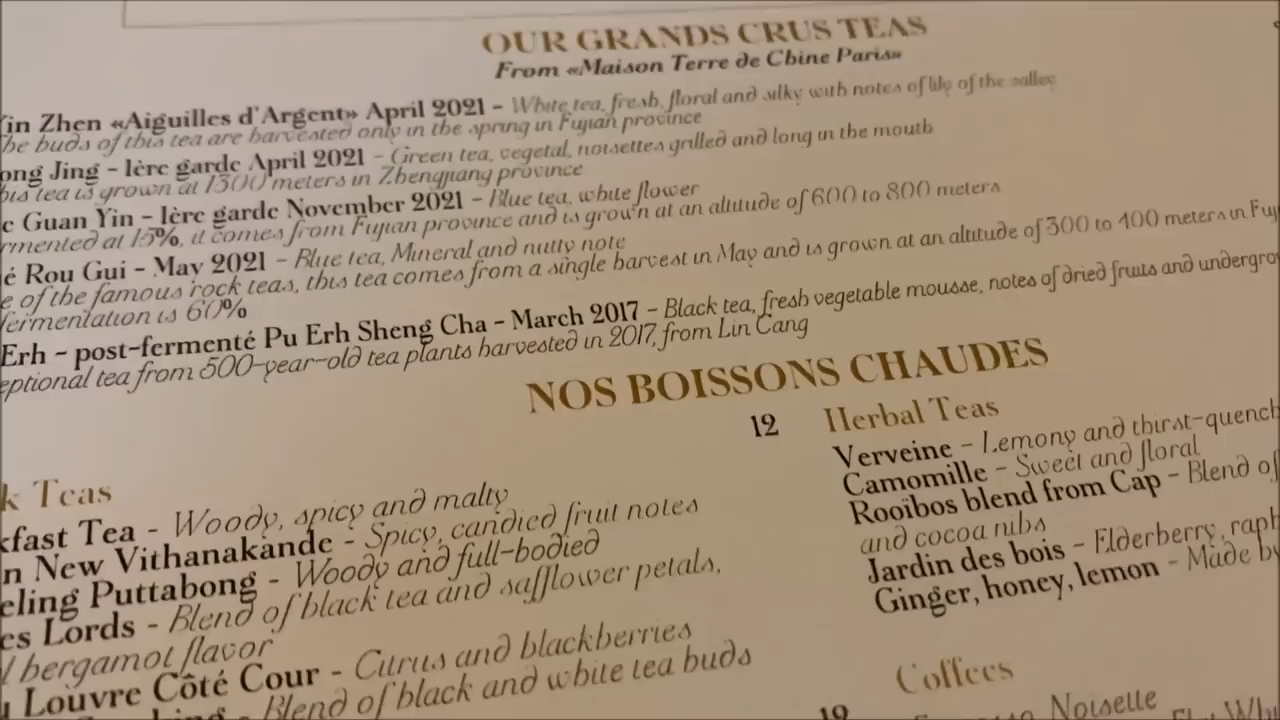 OUR GRANDS CRUS TEAS
From «Maison Terre de Chine Paris»
in Zhen «Aiguilles d'Argent» April 2021 – White tea, fresh, floral and silky with notes of lily of the valley
he buds of this tea are harvested only in the spring in Fujian province
ong Jing – 1ère garde April 2021 – Green tea, vegetal, noisettes grilled and long in the mouth
his tea is grown at 1300 meters in Zhengjiang province
e Guan Yin – 1ère garde November 2021 – Blue tea, white flower
rmented at 15%, it comes from Fujian province and is grown at an altitude of 600 to 800 meters
é Rou Gui – May 2021 – Blue tea, Mineral and nutty note
e of the famous rock teas, this tea comes from a single harvest in May and is grown at an altitude of 300 to 400 meters in Fuj
fermentation is 60%
Erh – post-fermenté Pu Erh Sheng Cha – March 2017 – Black tea, fresh vegetable mousse, notes of dried fruits and undergro
eptional tea from 500-year-old tea plants harvested in 2017, from Lin Cang
NOS BOISSONS CHAUDES
12
k Teas
kfast Tea - Woody, spicy and malty
n New Vithanakande - Spicy, candied fruit notes
eling Puttabong - Woody and full-bodied
es Lords - Blend of black tea and safflower petals,
l bergamot flavor
u Louvre Côté Cour - Citrus and blackberries
- Blend of black and white tea buds
Herbal Teas
Verveine – Lemony and thirst-quench
Camomille – Sweet and floral
Rooïbos blend from Cap – Blend of
and cocoa nibs
Jardin des bois – Elderberry, raph
Ginger, honey, lemon – Made by
Coffees
Noiselle